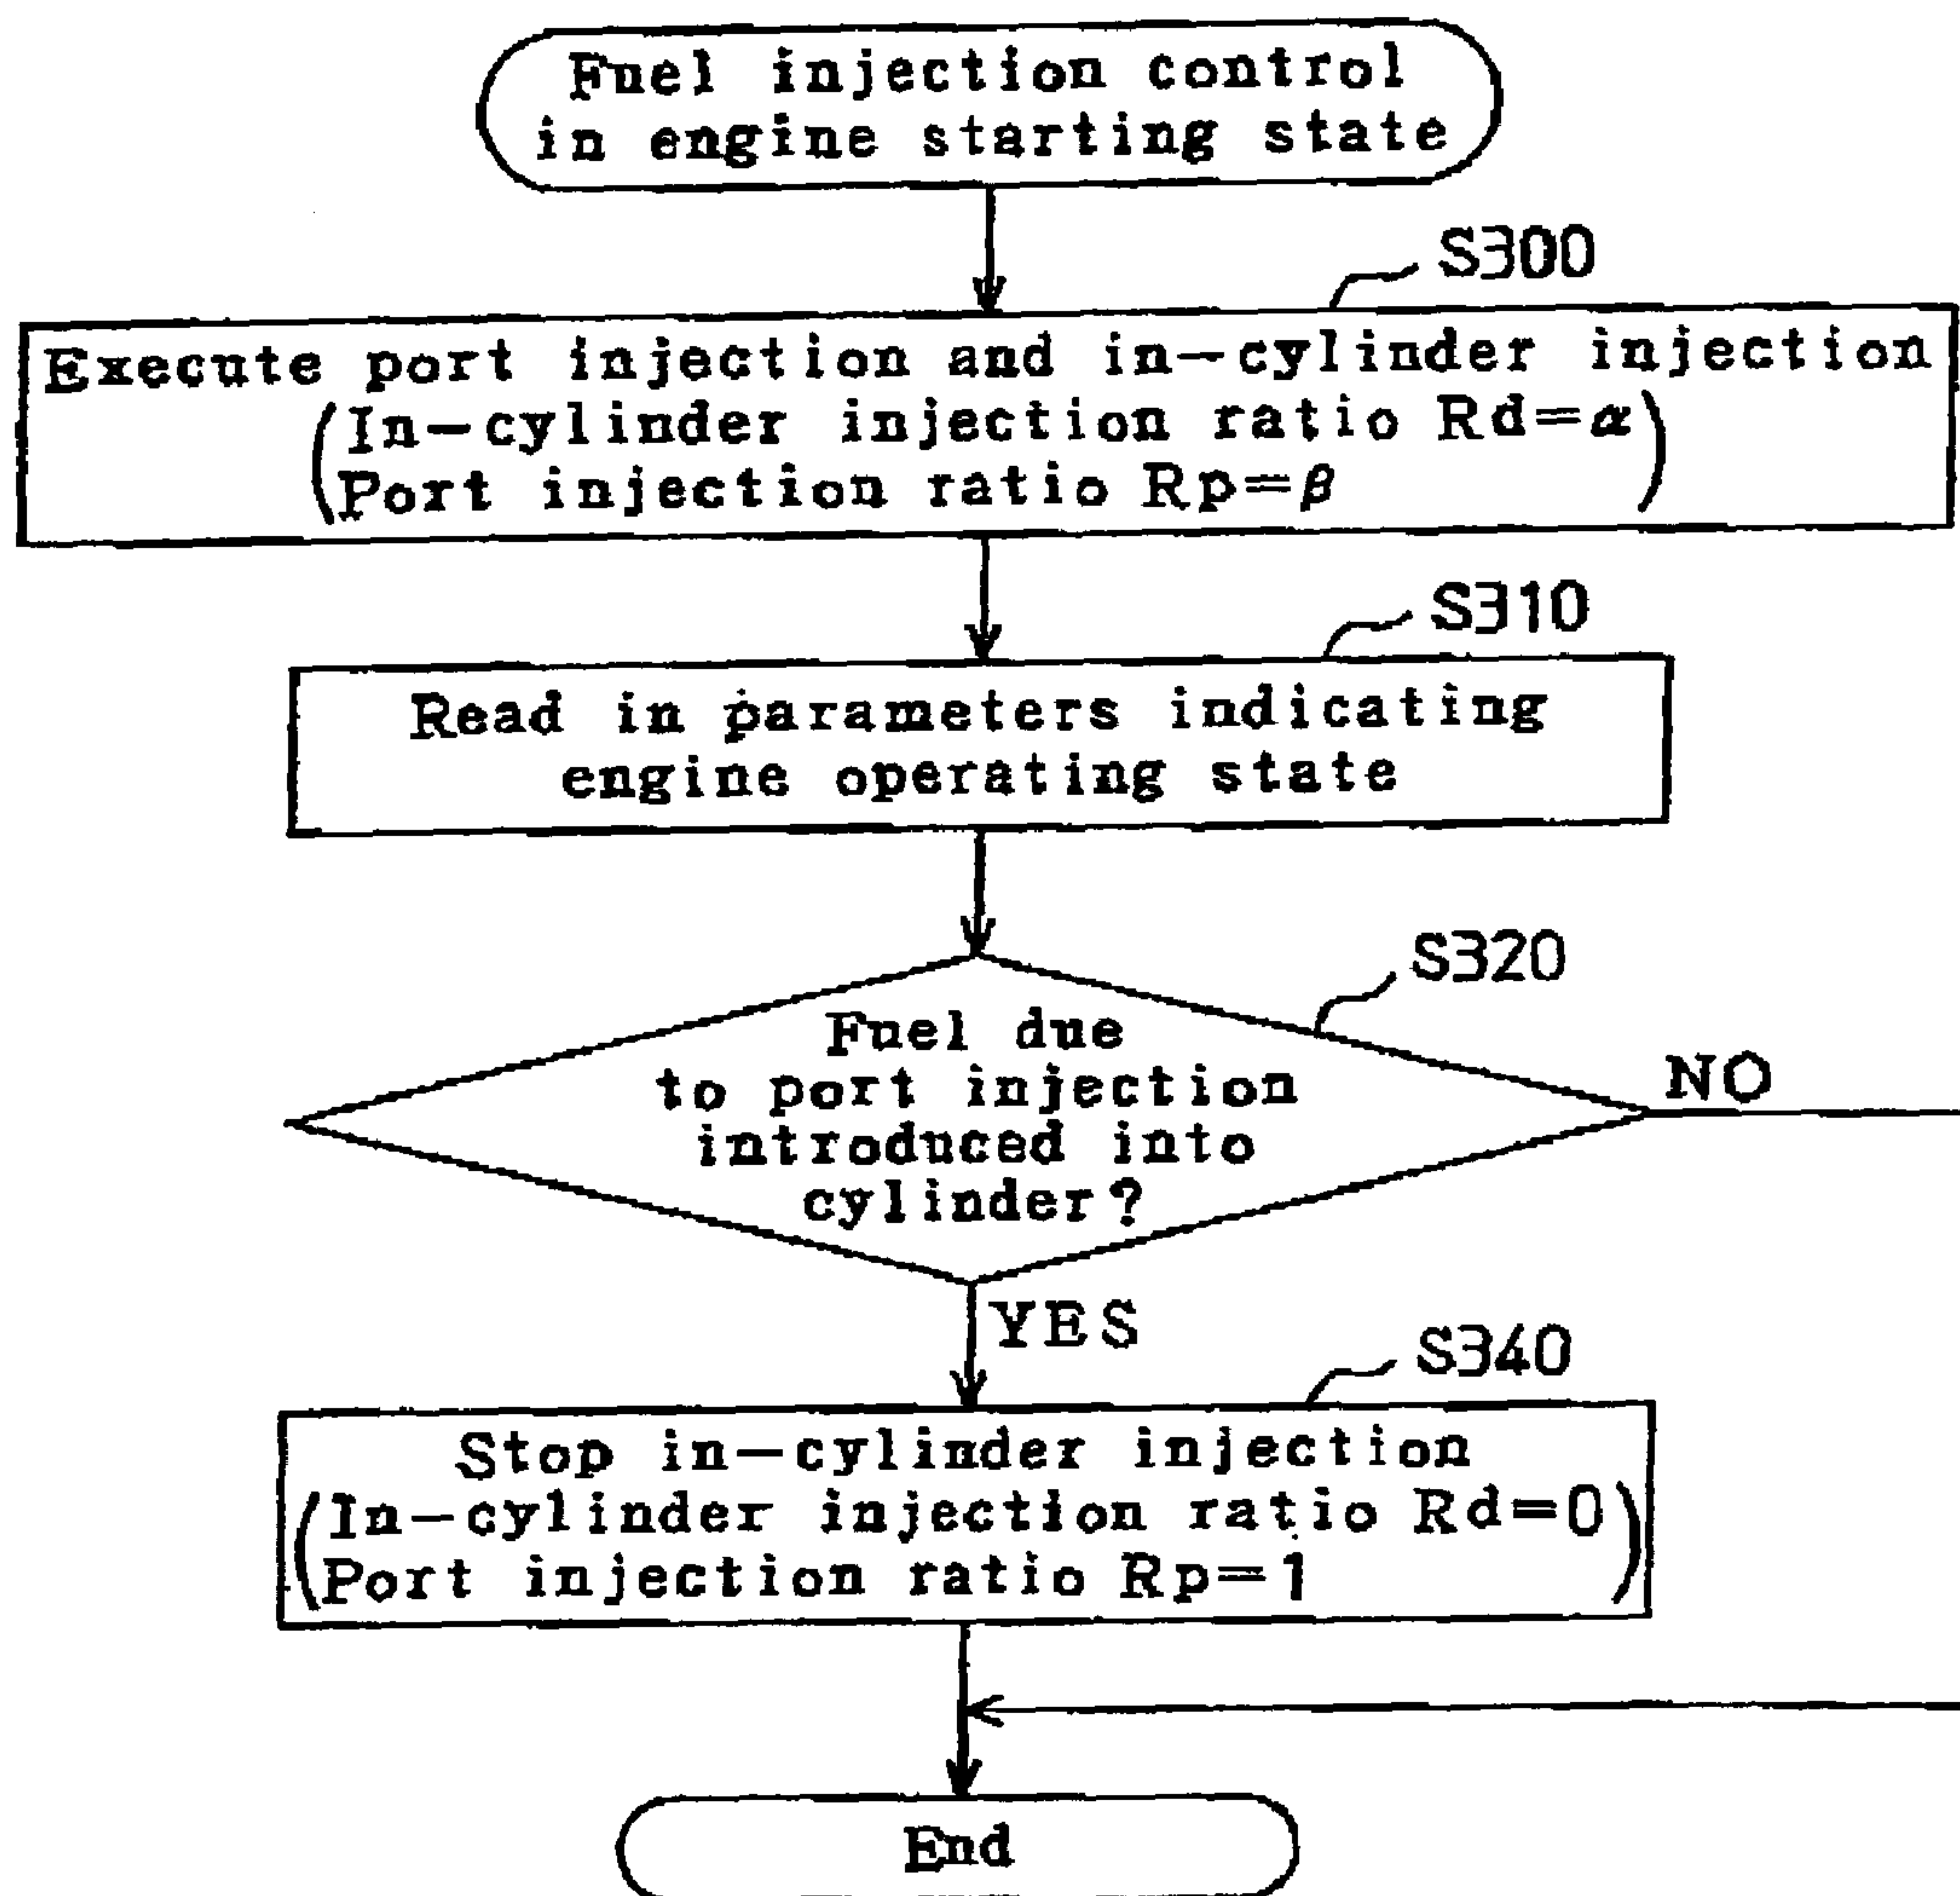 Fuel injection control
in engine starting state
S300
Execute port injection and in-cylinder injection
(In-cylinder injection ratio Rd=α
Port injection ratio Rp=β)
S310
Read in parameters indicating
engine operating state
S320
Fuel due
to port injection
introduced into
cylinder?
NO
YES
S340
Stop in-cylinder injection
(In-cylinder injection ratio Rd=0
Port injection ratio Rp=1)
End